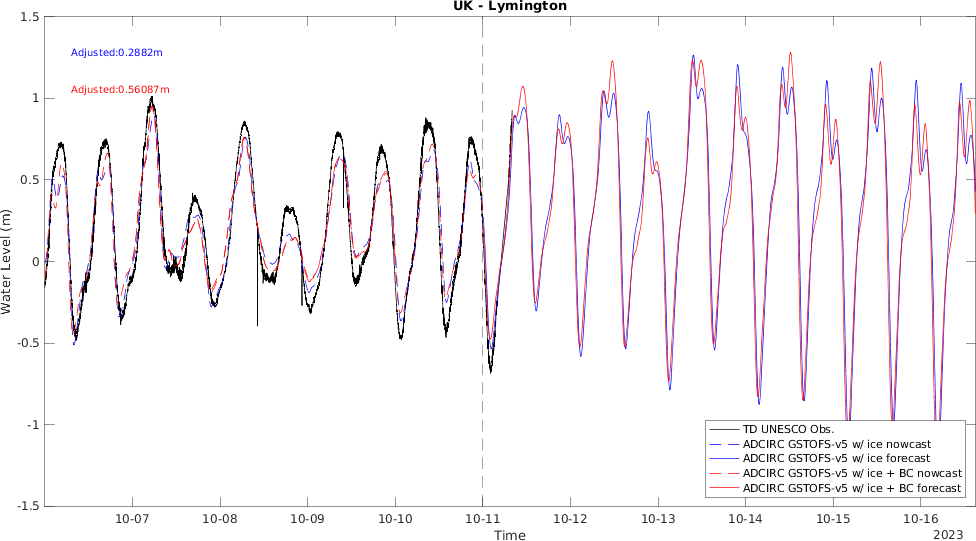 UK - Lymington
Adjusted:0.2882m
Adjusted:0.56087m
Water Level (m)
1.5
1
0.5
0
-0.5
-1
-1.5
TD UNESCO Obs.
ADCIRC GSTOFS-v5 w/ ice nowcast
ADCIRC GSTOFS-v5 w/ ice forecast
ADCIRC GSTOFS-v5 w/ ice + BC nowcast
ADCIRC GSTOFS-v5 w/ ice + BC forecast
10-07 10-08 10-09 10-10 10-11 10-12 10-13 10-14 10-15 10-16
Time
2023